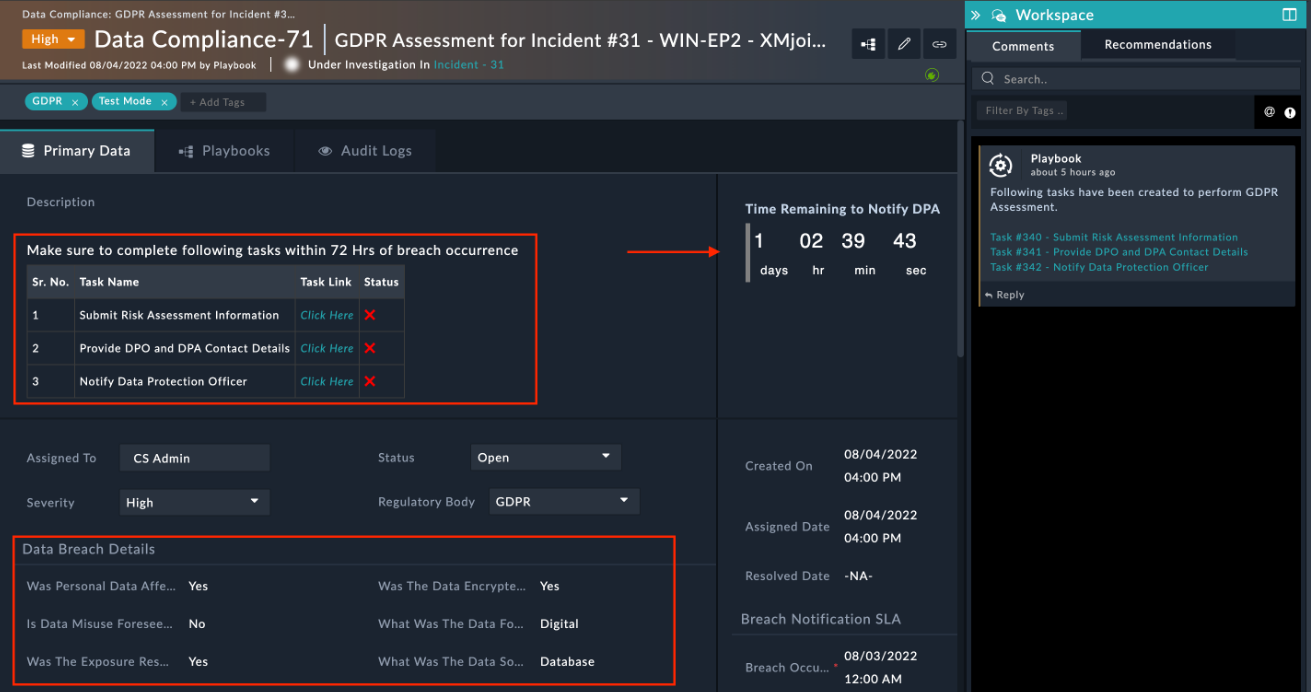 Data Compliance: GDPR Assessment for Incident #3...
High
Data Compliance-71
GDPR Assessment for Incident #31 - WIN-EP2 - XMjoi...
Last Modified 08/04/2022 04:00 PM by Playbook
Under Investigation In Incident - 31
GDPR x Test Mode x + Add Tags
Primary Data Playbooks Audit Logs
Description
Make sure to complete following tasks within 72 Hrs of breach occurrence
Sr. No. Task Name Task Link Status
1 Submit Risk Assessment Information Click Here ❌
2 Provide DPO and DPA Contact Details Click Here ❌
3 Notify Data Protection Officer Click Here ❌
Time Remaining to Notify DPA
1 02 39 43
days hr min sec
Assigned To CS Admin Status Open
Severity High Regulatory Body GDPR
Data Breach Details
Was Personal Data Affe... Yes Was The Data Encrypte... Yes
Is Data Misuse Foresee... No What Was The Data Fo... Digital
Was The Exposure Res... Yes What Was The Data So... Database
Created On 08/04/2022
04:00 PM
Assigned Date 08/04/2022
04:00 PM
Resolved Date -NA-
Breach Notification SLA
Breach Occu... * 08/03/2022
12:00 AM
Workspace
Comments Recommendations
Search..
Filter By Tags ..
@
Playbook
about 5 hours ago
Following tasks have been created to perform GDPR
Assessment.
Task #340 - Submit Risk Assessment Information
Task #341 - Provide DPO and DPA Contact Details
Task #342 - Notify Data Protection Officer
Reply